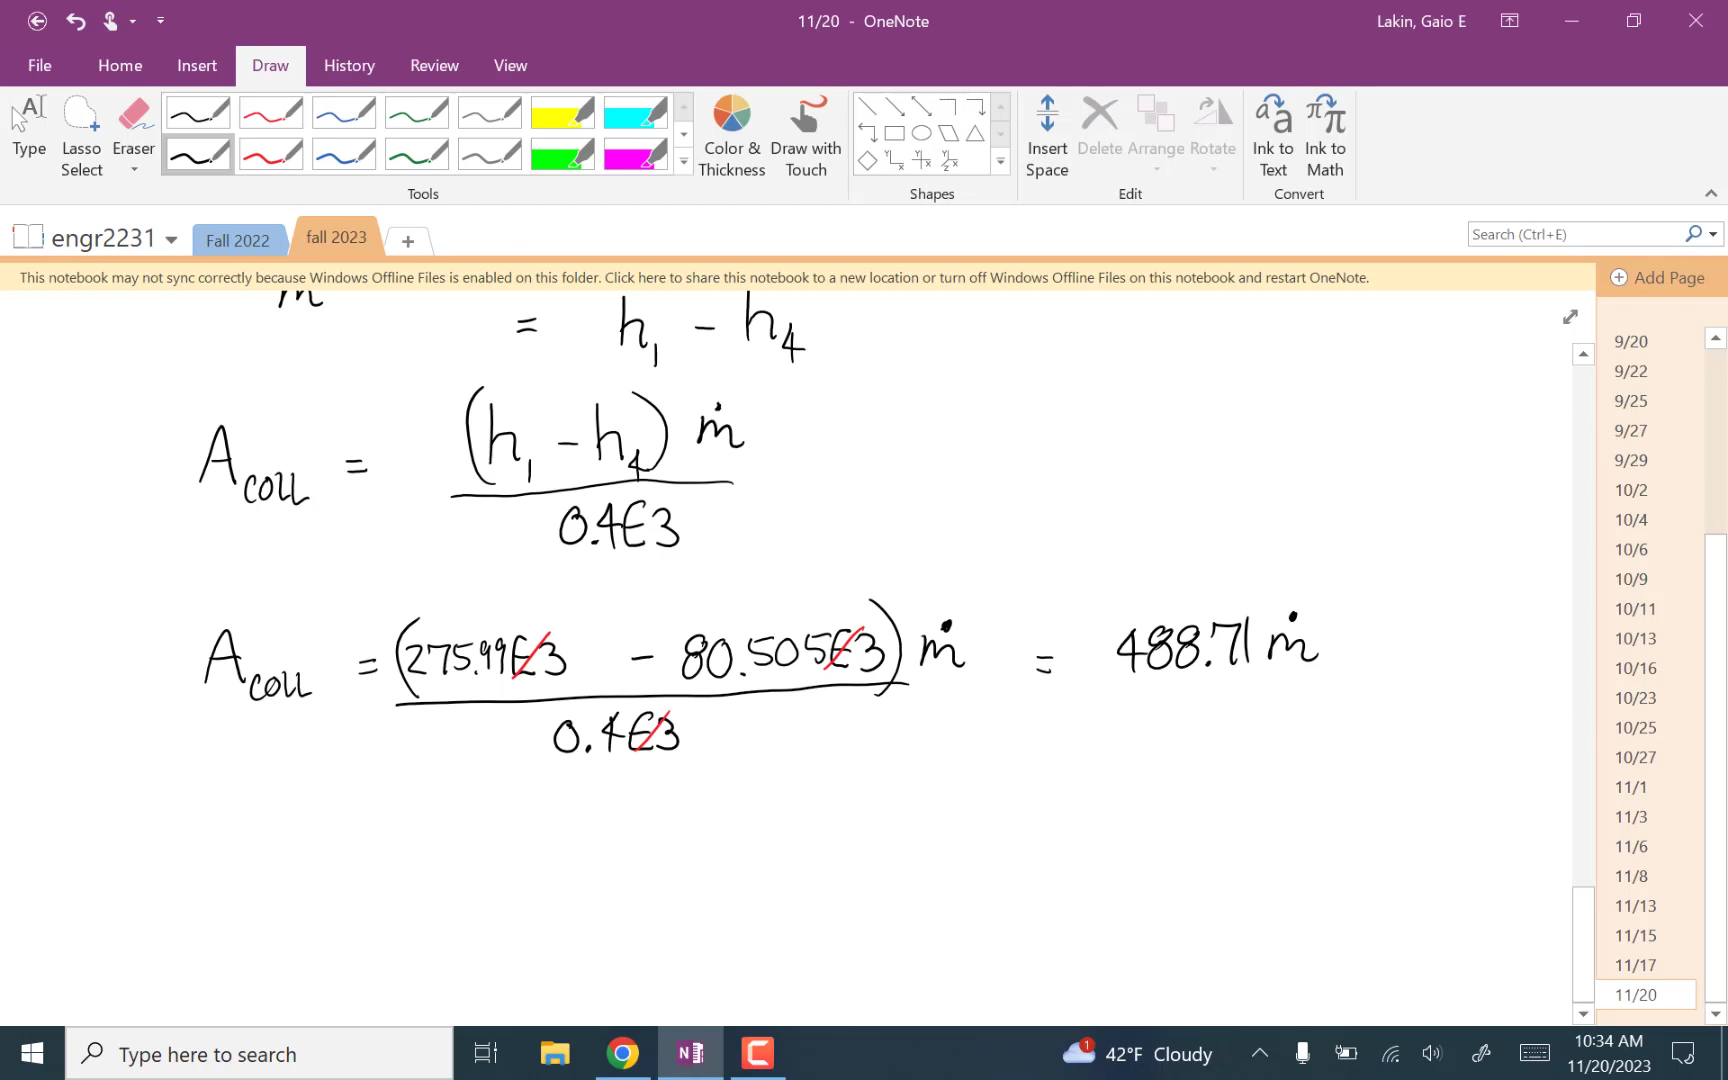 11/20 - OneNote
Lakin, Gaio E
File Home Insert Draw History Review View
Type
Lasso Select
Eraser
Color & Thickness
Draw with Touch
Insert Space
Delete
Arrange
Rotate
Ink to Text
Ink to Math
Tools
Shapes
Edit
Convert
engr2231
Fall 2022
fall 2023
Search (Ctrl+E)
This notebook may not sync correctly because Windows Offline Files is enabled on this folder. Click here to share this notebook to a new location or turn off Windows Offline Files on this notebook and restart OneNote.
Add Page
m
= h₁ - h₄
A_coll = (h₁ - h₄) ṁ
0.4E3
A_coll = (275.99E3 - 80.505E3) ṁ = 488.71 ṁ
0.4E3
9/20
9/22
9/25
9/27
9/29
10/2
10/4
10/6
10/9
10/11
10/13
10/16
10/23
10/25
10/27
11/1
11/3
11/6
11/8
11/13
11/15
11/17
11/20
Type here to search
1
42°F Cloudy
10:34 AM
11/20/2023